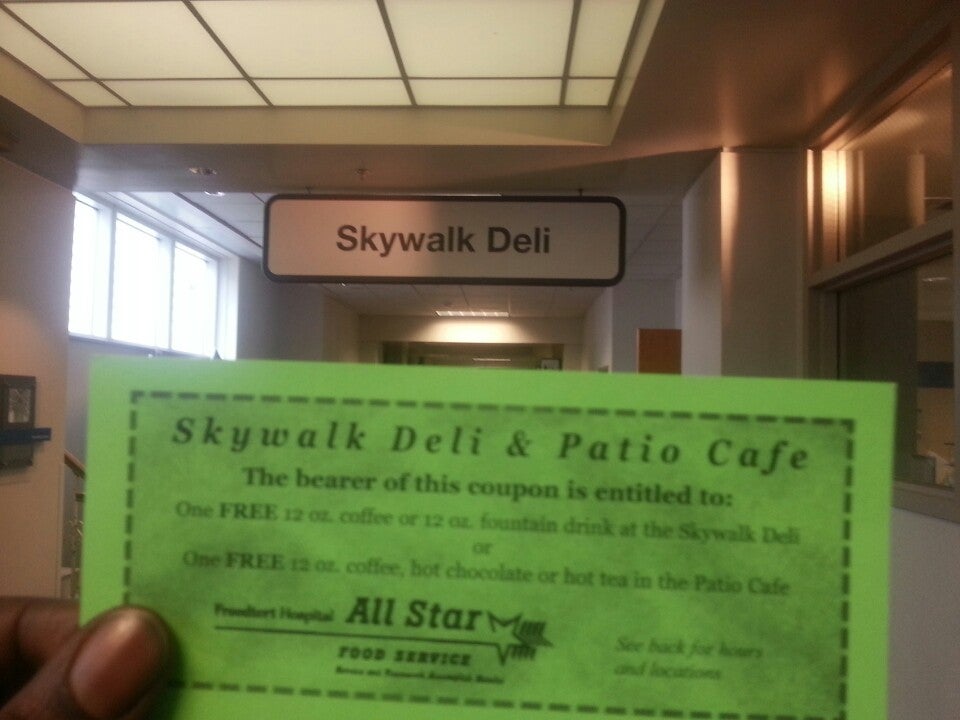 Skywalk Deli
Skywalk Deli & Patio Cafe
The bearer of this coupon is entitled to:
One FREE 12 oz. coffee or 12 oz. fountain drink at the Skywalk Deli
or
One FREE 12 oz. coffee, hot chocolate or hot tea in the Patio Cafe
Froedtert Hospital All Star
FOOD SERVICE
See back for hours
and locations